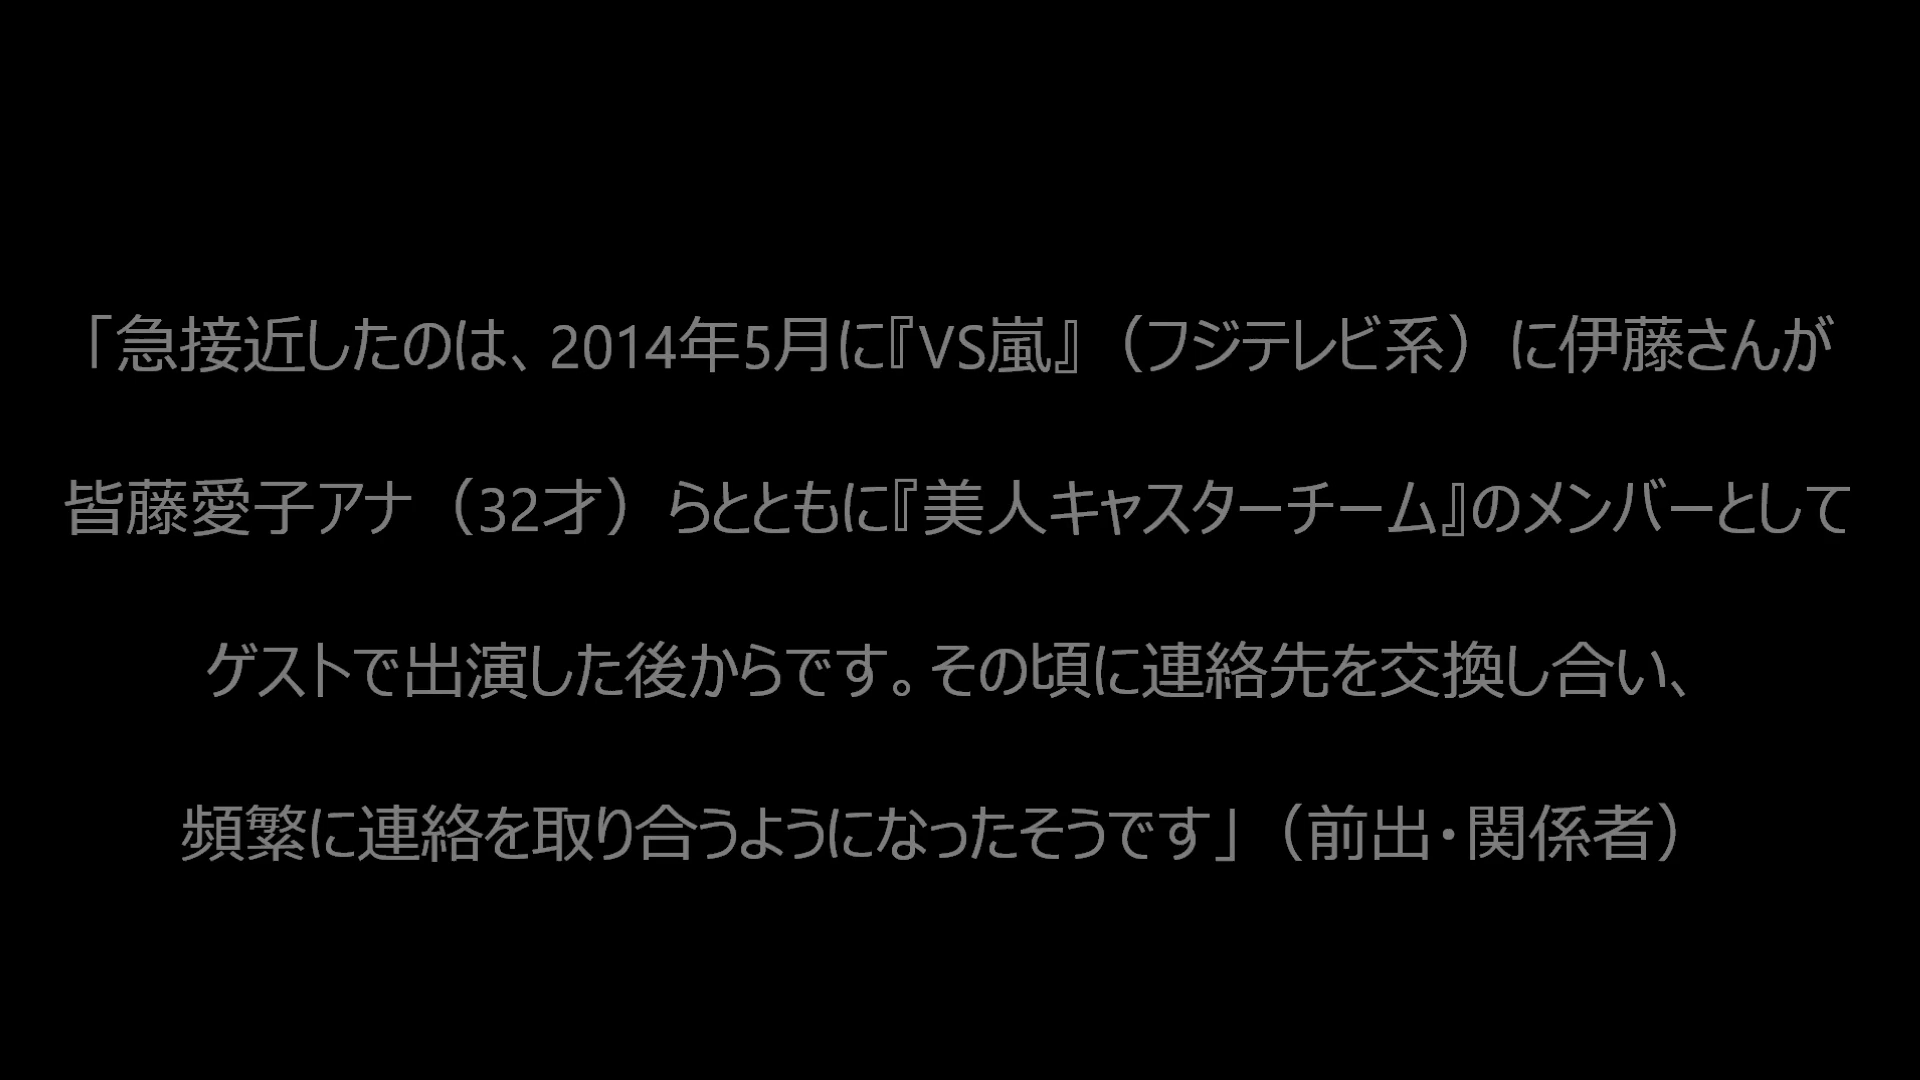 「急接近したのは、2014年5月に『VS嵐』（フジテレビ系）に伊藤さんが
皆藤愛子アナ（32才）らとともに『美人キャスターチーム』のメンバーとして
ゲストで出演した後からです。その頃に連絡先を交換し合い、
頻繁に連絡を取り合うようになったそうです」（前出・関係者）